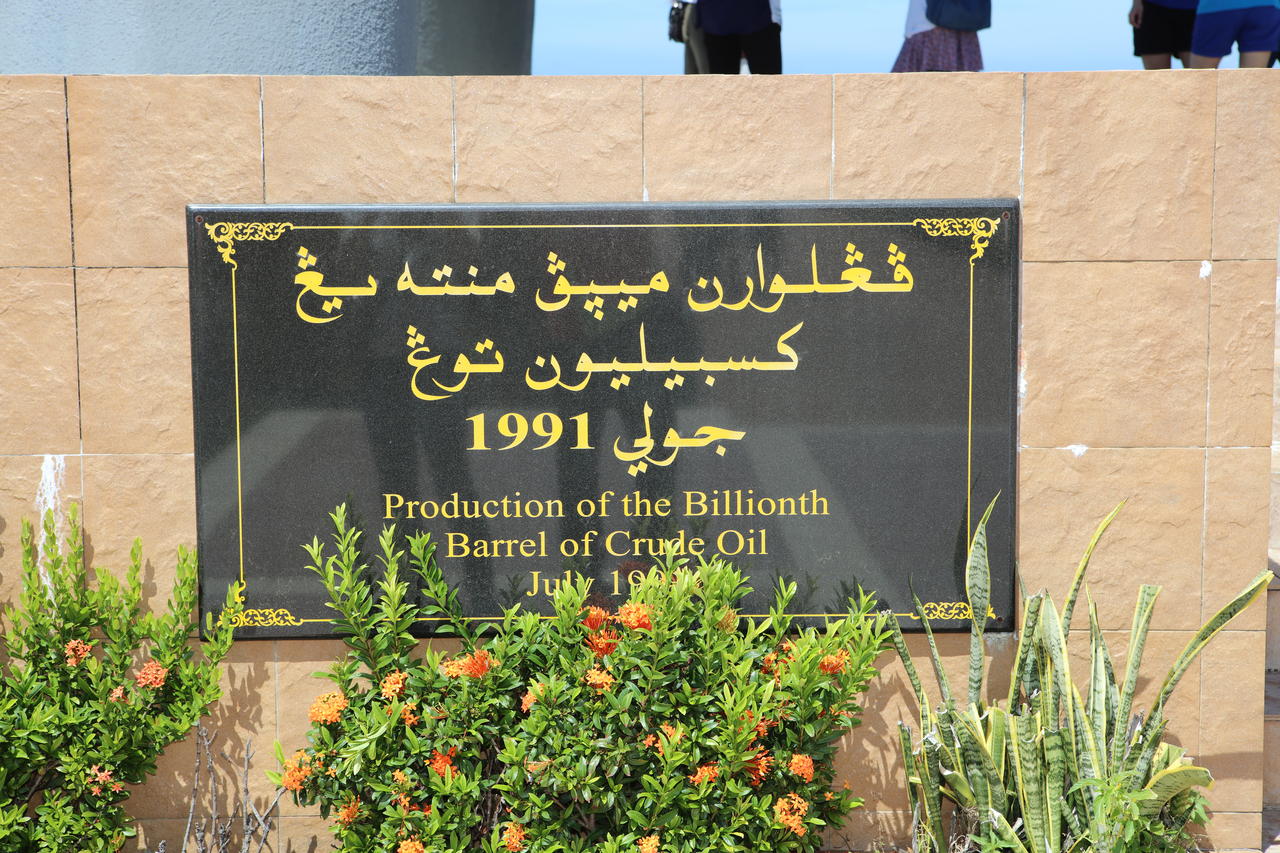 ڤڠلوارن ميڽق منته يڠ
كسبيليون توڠ
جولي 1991
Production of the Billionth
Barrel of Crude Oil
July